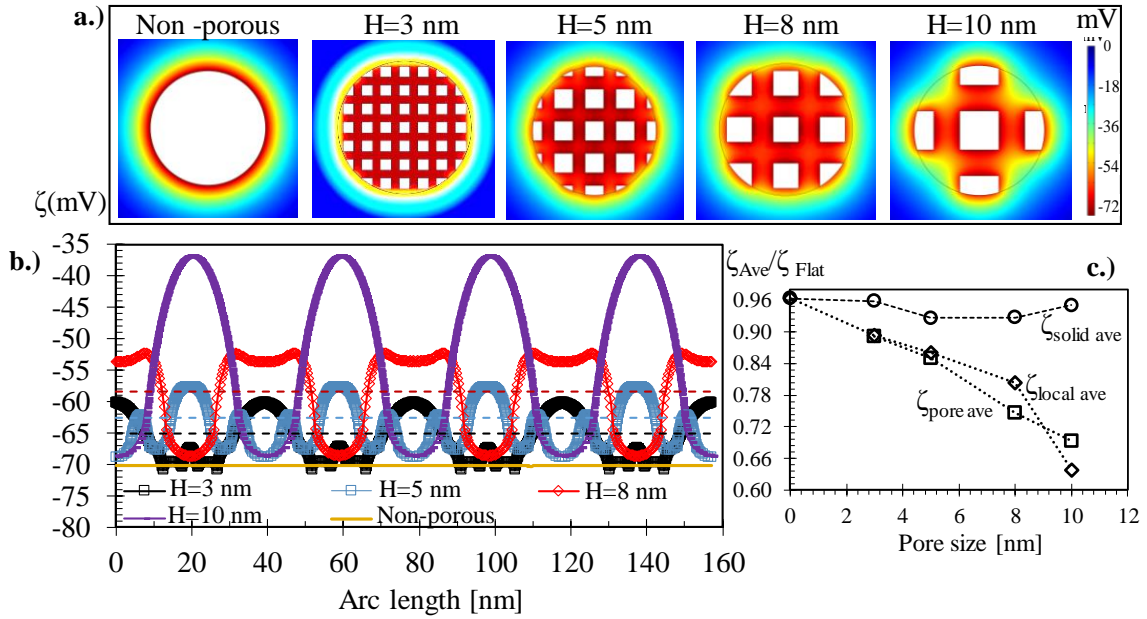 a.)
Non -porous H=3 nm H=5 nm H=8 nm H=10 nm mV
0
-18
-36
-54
-72
ζ(mV)
b.)
-35
-40
-45
-50
-55
-60
-65
-70
-75
-80
H=3 nm H=5 nm H=8 nm
H=10 nm Non-porous
0 20 40 60 80 100 120 140 160
Arc length [nm]
ζAve/ζ Flat
c.)
0.96
0.90
0.84
0.78
0.72
0.66
0.60
ζsolid ave
ζlocal ave
ζpore ave
0 2 4 6 8 10 12
Pore size [nm]